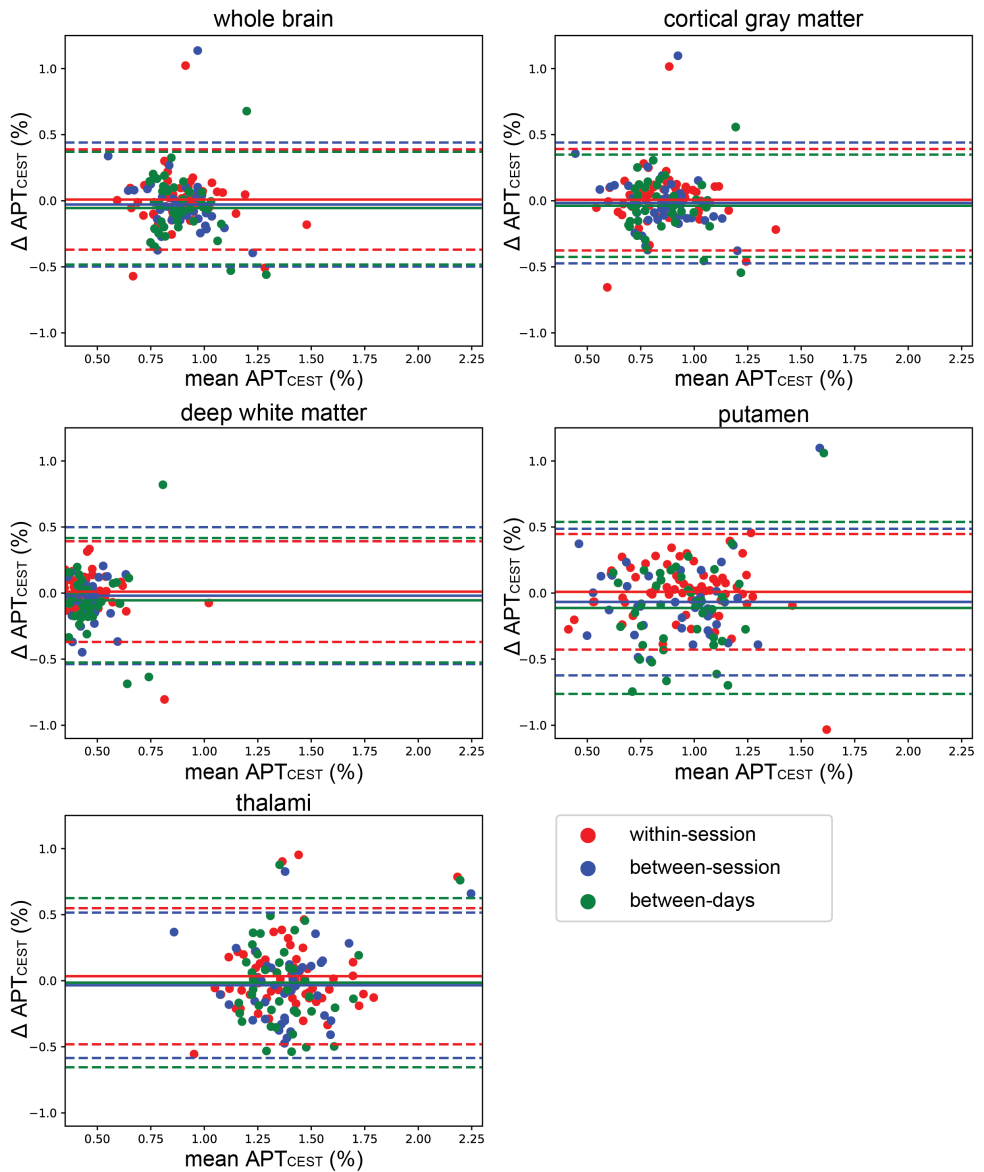 whole brain
Δ APTCEST (%)
1.0
0.5
0.0
−0.5
−1.0
0.50 0.75 1.00 1.25 1.50 1.75 2.00 2.25
mean APTCEST (%)
cortical gray matter
Δ APTCEST (%)
1.0
0.5
0.0
−0.5
−1.0
0.50 0.75 1.00 1.25 1.50 1.75 2.00 2.25
mean APTCEST (%)
deep white matter
Δ APTCEST (%)
1.0
0.5
0.0
−0.5
−1.0
0.50 0.75 1.00 1.25 1.50 1.75 2.00 2.25
mean APTCEST (%)
putamen
Δ APTCEST (%)
1.0
0.5
0.0
−0.5
−1.0
0.50 0.75 1.00 1.25 1.50 1.75 2.00 2.25
mean APTCEST (%)
thalami
Δ APTCEST (%)
1.0
0.5
0.0
−0.5
−1.0
0.50 0.75 1.00 1.25 1.50 1.75 2.00 2.25
mean APTCEST (%)
within-session
between-session
between-days